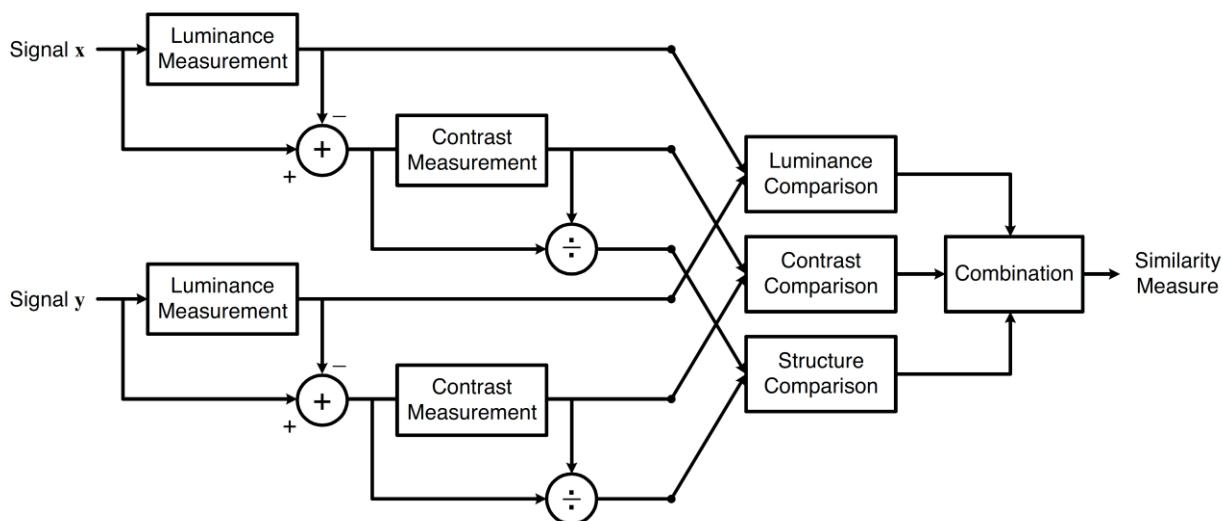 Signal x
Luminance
Measurement
−
+
+
Contrast
Measurement
÷
Signal y
Luminance
Measurement
−
+
+
Contrast
Measurement
÷
Luminance
Comparison
Contrast
Comparison
Structure
Comparison
Combination
Similarity
Measure